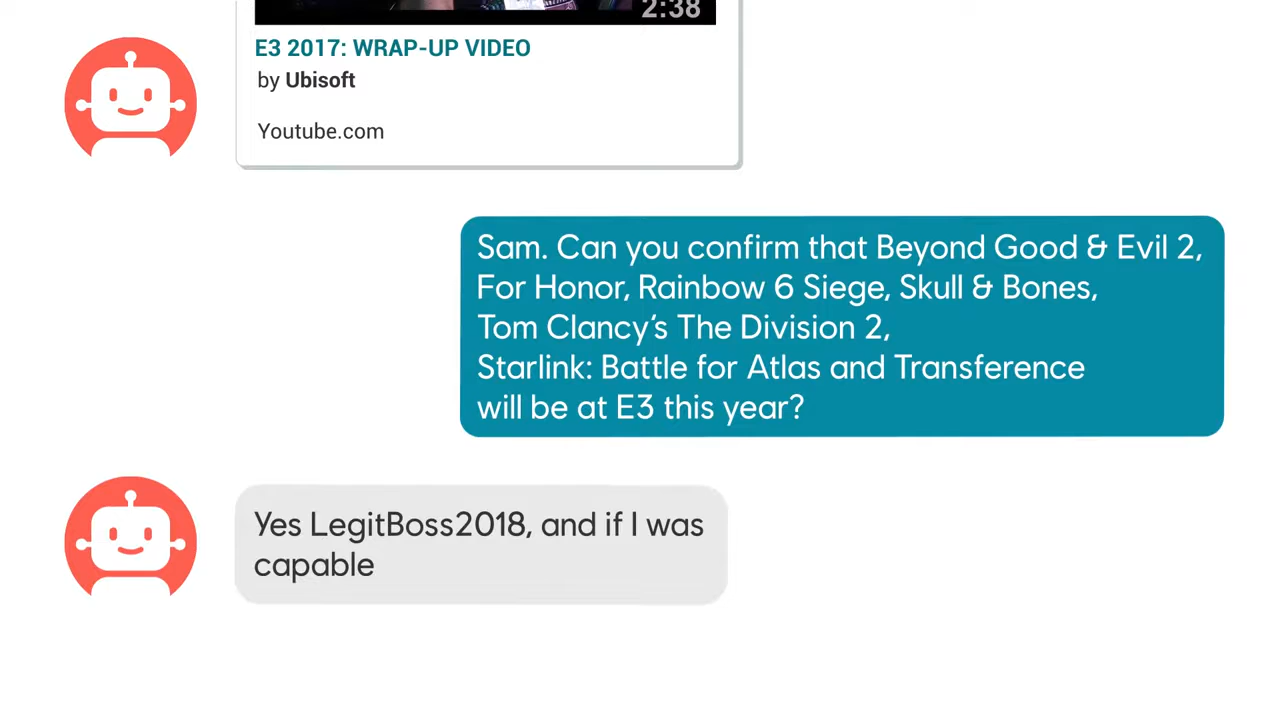 2:38
E3 2017: WRAP-UP VIDEO
by Ubisoft
Youtube.com
Sam. Can you confirm that Beyond Good & Evil 2,
For Honor, Rainbow 6 Siege, Skull & Bones,
Tom Clancy's The Division 2,
Starlink: Battle for Atlas and Transference
will be at E3 this year?
Yes LegitBoss2018, and if I was
capable